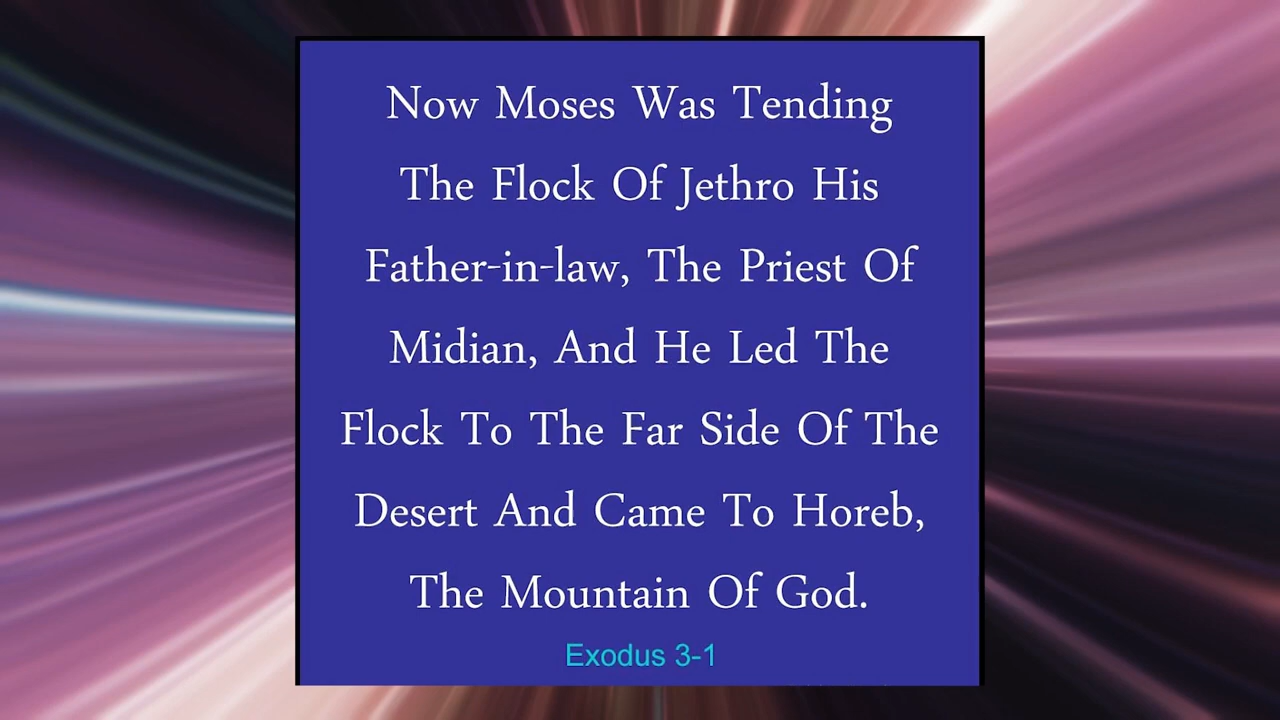 Now Moses Was Tending
The Flock Of Jethro His
Father-in-law, The Priest Of
Midian, And He Led The
Flock To The Far Side Of The
Desert And Came To Horeb,
The Mountain Of God.
Exodus 3-1